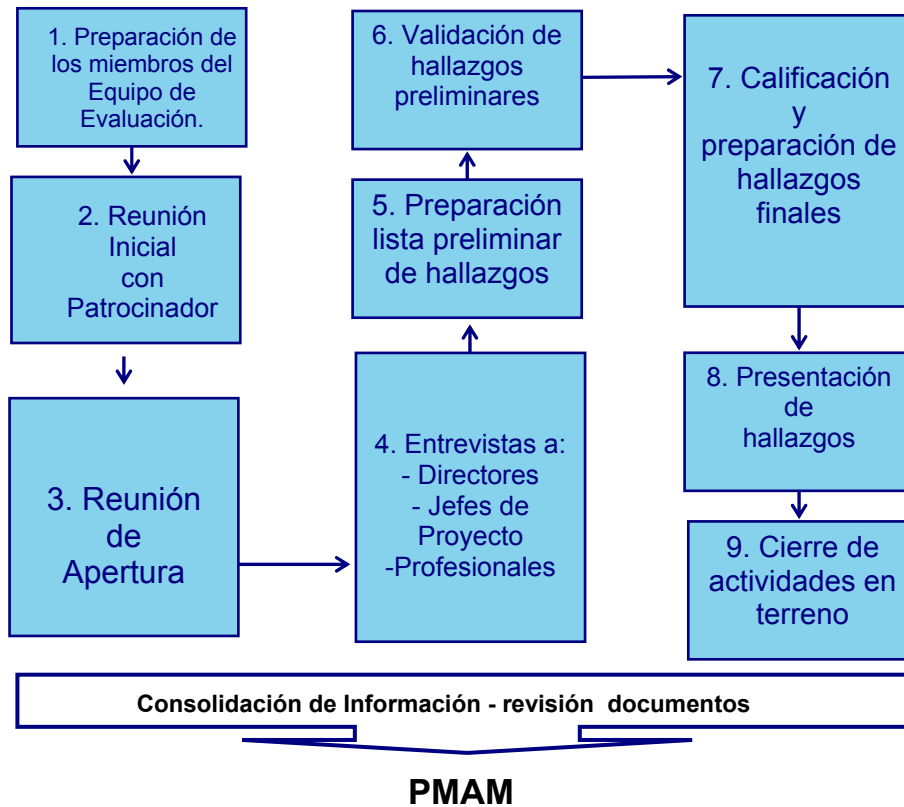 1. Preparación de
los miembros del
Equipo de
Evaluación.
2. Reunión
Inicial
con
Patrocinador
3. Reunión
de
Apertura
4. Entrevistas a:
- Directores
- Jefes de
Proyecto
-Profesionales
5. Preparación
lista preliminar
de hallazgos
6. Validación de
hallazgos
preliminares
7. Calificación
y
preparación de
hallazgos
finales
8. Presentación
de
hallazgos
9. Cierre de
actividades en
terreno
Consolidación de Información - revisión documentos
PMAM